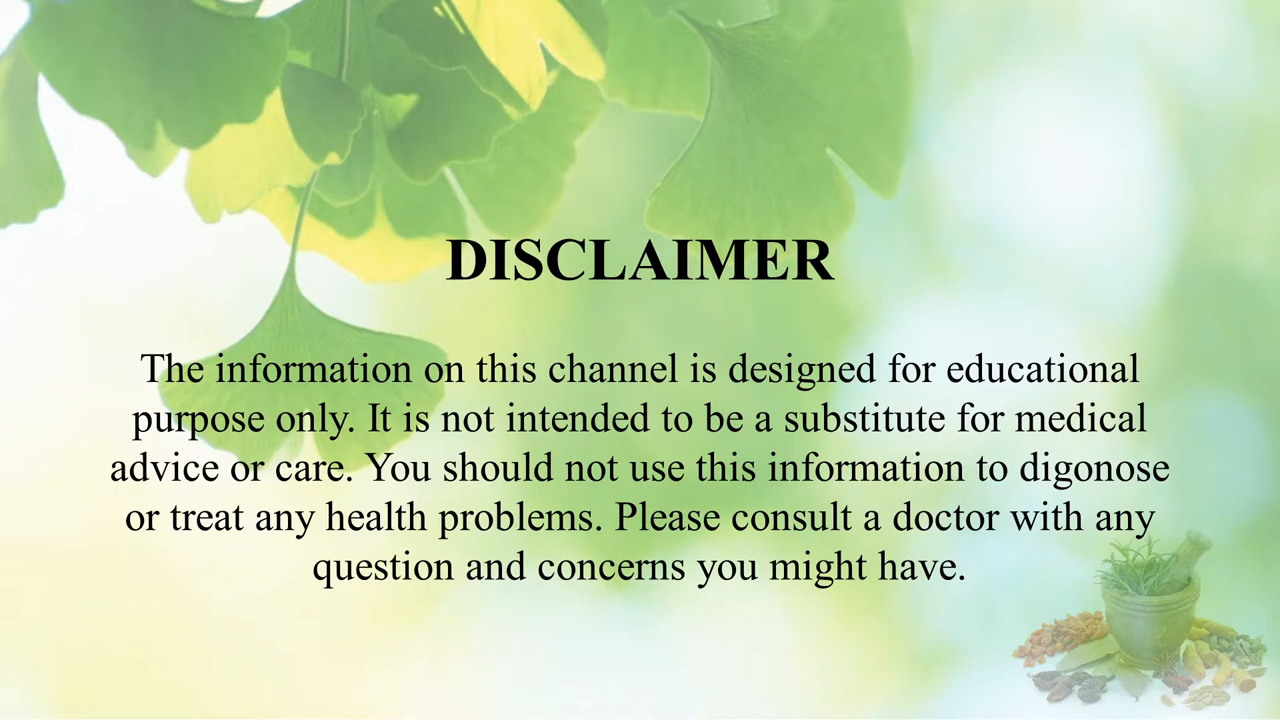 DISCLAIMER
The information on this channel is designed for educational
purpose only. It is not intended to be a substitute for medical
advice or care. You should not use this information to digonose
or treat any health problems. Please consult a doctor with any
question and concerns you might have.